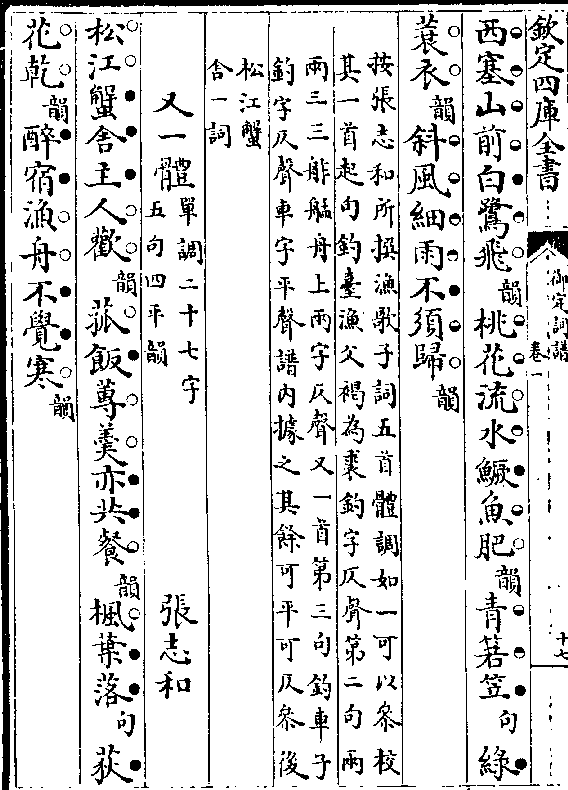 欽定四庫全書
御定詞譜
卷一
十七
西塞山前白鷺飛韻桃花流水鱖魚肥韻青箬笠句綠
蓑衣韻斜風細雨不須歸韻
按張志和所撰漁歌子詞五首體調如一可以叅校
其一首起句釣臺漁父褐為裘釣字仄聲第二句兩
兩三三舴艋舟上兩字仄聲又一首第三句釣車子
釣字仄聲車字平聲譜內據之其餘可平可仄叅後
松江蟹
舍一詞
又一體單調二十七字
五句四平韻
張志和
松江蟹舍主人歡韻菰飯蓴羹亦共餐韻楓葉落句荻
花乾韻醉宿漁舟不覺寒韻